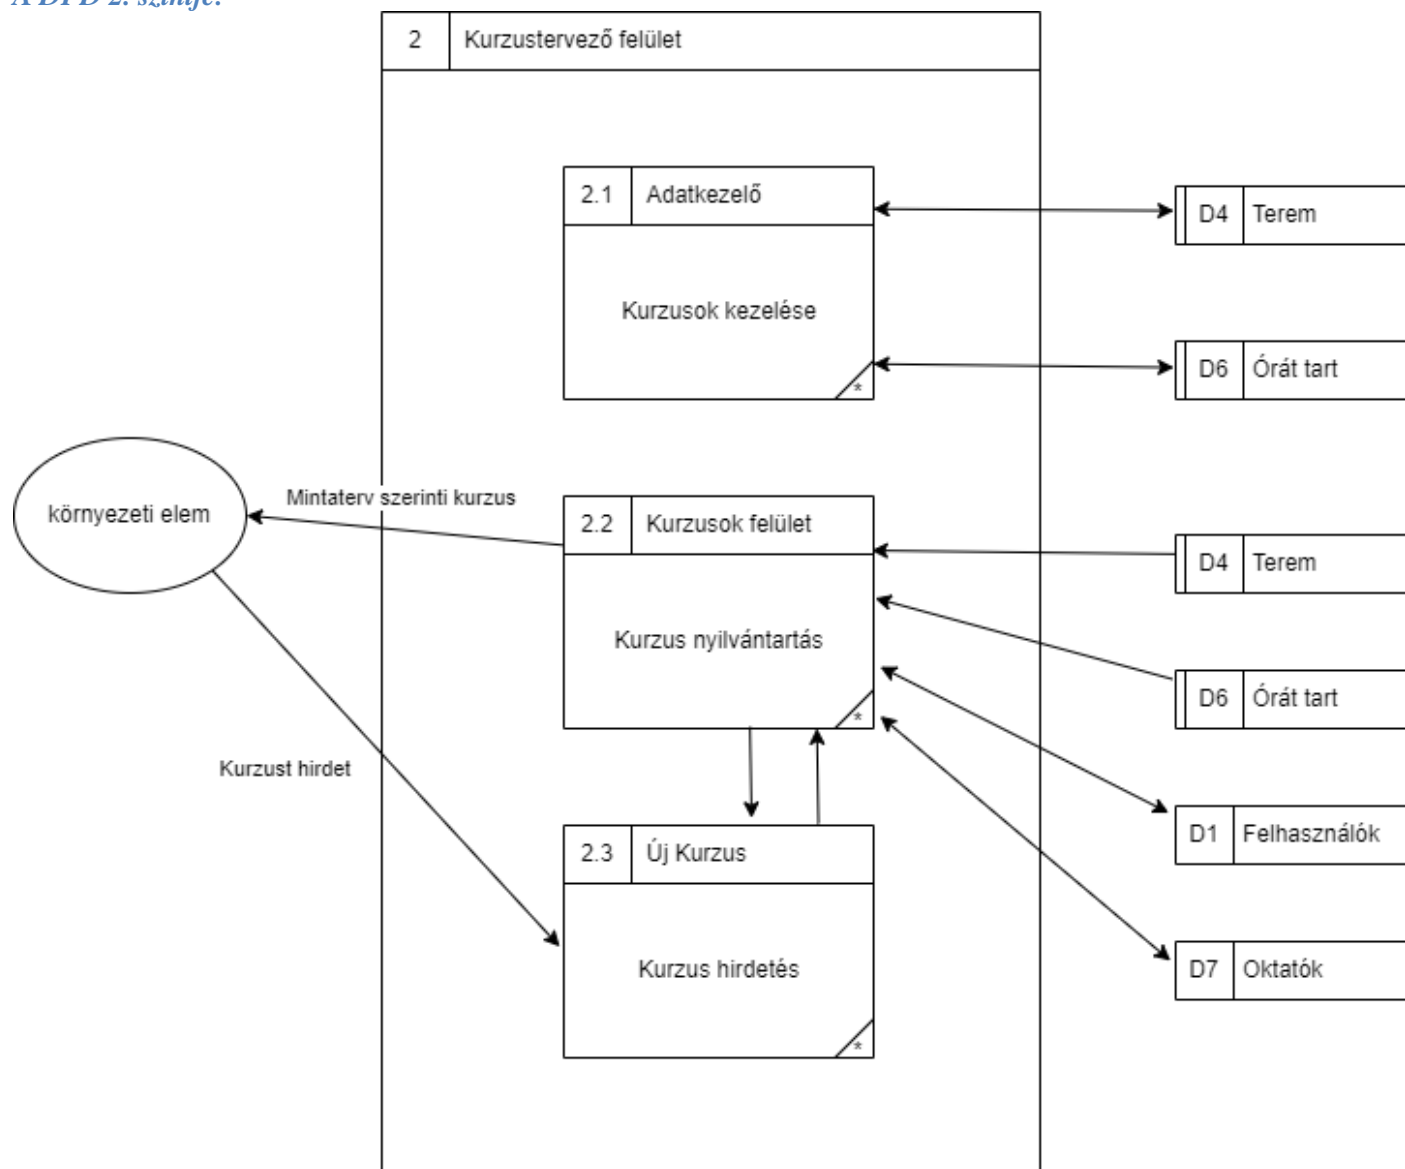 A DFD 2. szintje:
2 Kurzustervező felület
2.1 Adatkezelő
D4 Terem
Kurzusok kezelése
D6 Órát tart
*
Mintaterv szerinti kurzus
környezeti elem
2.2 Kurzusok felület
D4 Terem
Kurzus nyilvántartás
D6 Órát tart
*
Kurzust hirdet
D1 Felhasználók
2.3 Új Kurzus
Kurzus hirdetés
D7 Oktatók
*